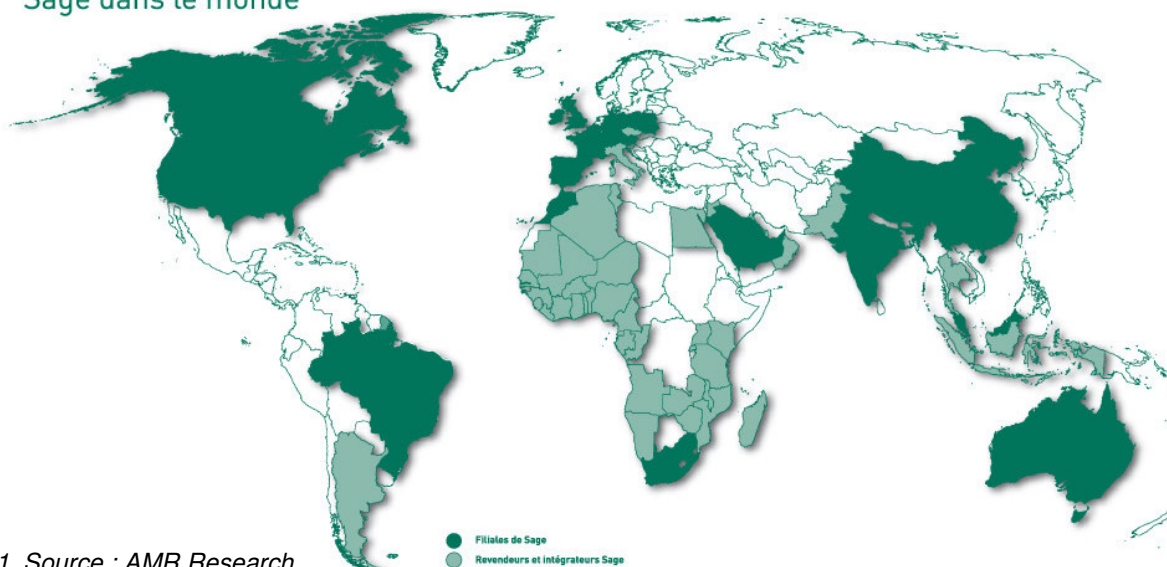 Sage dans le monde
Filiales de Sage
Revendeurs et intégrateurs Sage
1. Source : AMR Research